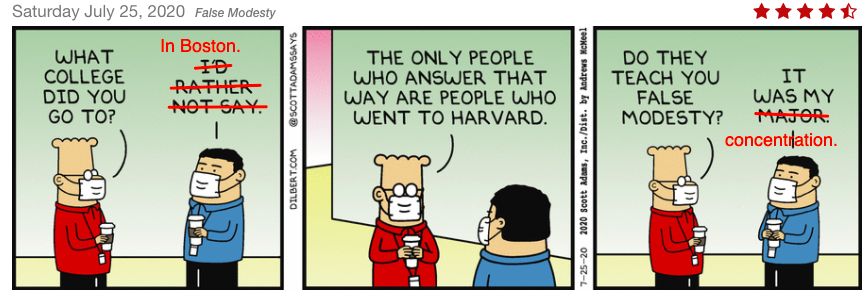 Saturday July 25, 2020 False Modesty
WHAT
COLLEGE
DID YOU
GO TO?
In Boston.
I'D
RATHER
NOT SAY.
DILBERT.COM @SCOTTADAMSSAYS
THE ONLY PEOPLE
WHO ANSWER THAT
WAY ARE PEOPLE WHO
WENT TO HARVARD.
7-25-20 2020 Scott Adams, Inc./Dist. by Andrews McMeel
DO THEY
TEACH YOU
FALSE
MODESTY?
IT
WAS MY
MAJOR.
concentration.